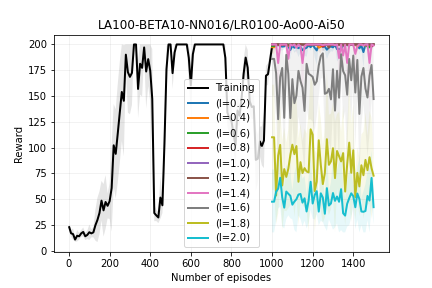 LA100-BETA10-NN016/LR0100-Ao00-Ai50
Reward
200
175
150
125
100
75
50
25
0
Training
(l=0.2)
(l=0.4)
(l=0.6)
(l=0.8)
(l=1.0)
(l=1.2)
(l=1.4)
(l=1.6)
(l=1.8)
(l=2.0)
0 200 400 600 800 1000 1200 1400
Number of episodes